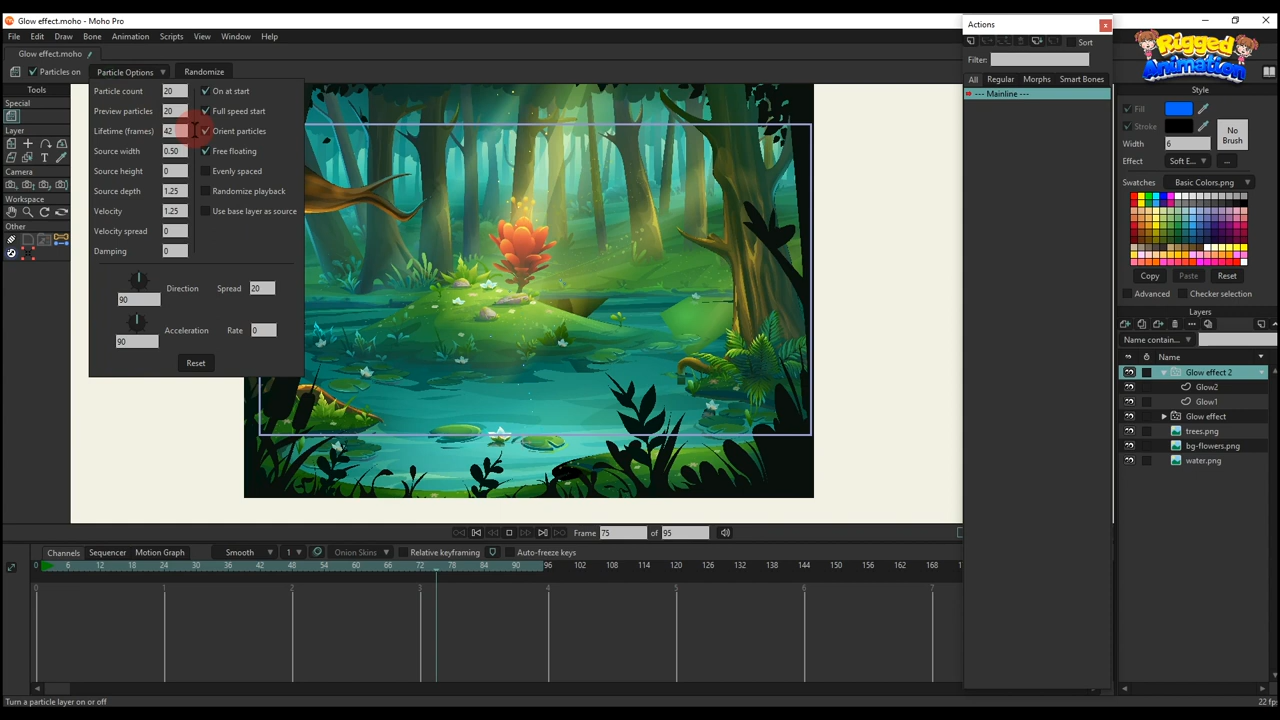 Glow effect.moho - Moho Pro
File Edit Draw Bone Animation Scripts View Window Help
Glow effect.moho
Particles on Particle Options Randomize
Tools
Special
Layer
Camera
Workspace
Other
Particle count 20 On at start
Preview particles 20 Full speed start
Lifetime (frames) 42 Orient particles
Source width 0.50 Free floating
Source height 0 Evenly spaced
Source depth 1.25 Randomize playback
Velocity 1.25 Use base layer as source
Velocity spread 0
Damping 0
90 Direction Spread 20
90 Acceleration Rate 0
Reset
Actions
Sort
Filter:
All Regular Morphs Smart Bones
--- Mainline ---
Rigged
Animation
Style
Fill
Stroke
Width 6
No
Brush
Effect Soft E... ...
Swatches Basic Colors.png
Copy Paste Reset
Advanced Checker selection
Layers
Name contain...
Name
Glow effect 2
Glow2
Glow1
Glow effect
trees.png
bg-flowers.png
water.png
Frame 75 of 95
Channels Sequencer Motion Graph Smooth 1 Onion Skins Relative keyframing Auto-freeze keys
0 6 12 18 24 30 36 42 48 54 60 66 72 78 84 90 96 102 108 114 120 126 132 138 144 150 156 162 168
0 1 2 3 4 5 6 7
Turn a particle layer on or off
22 fp